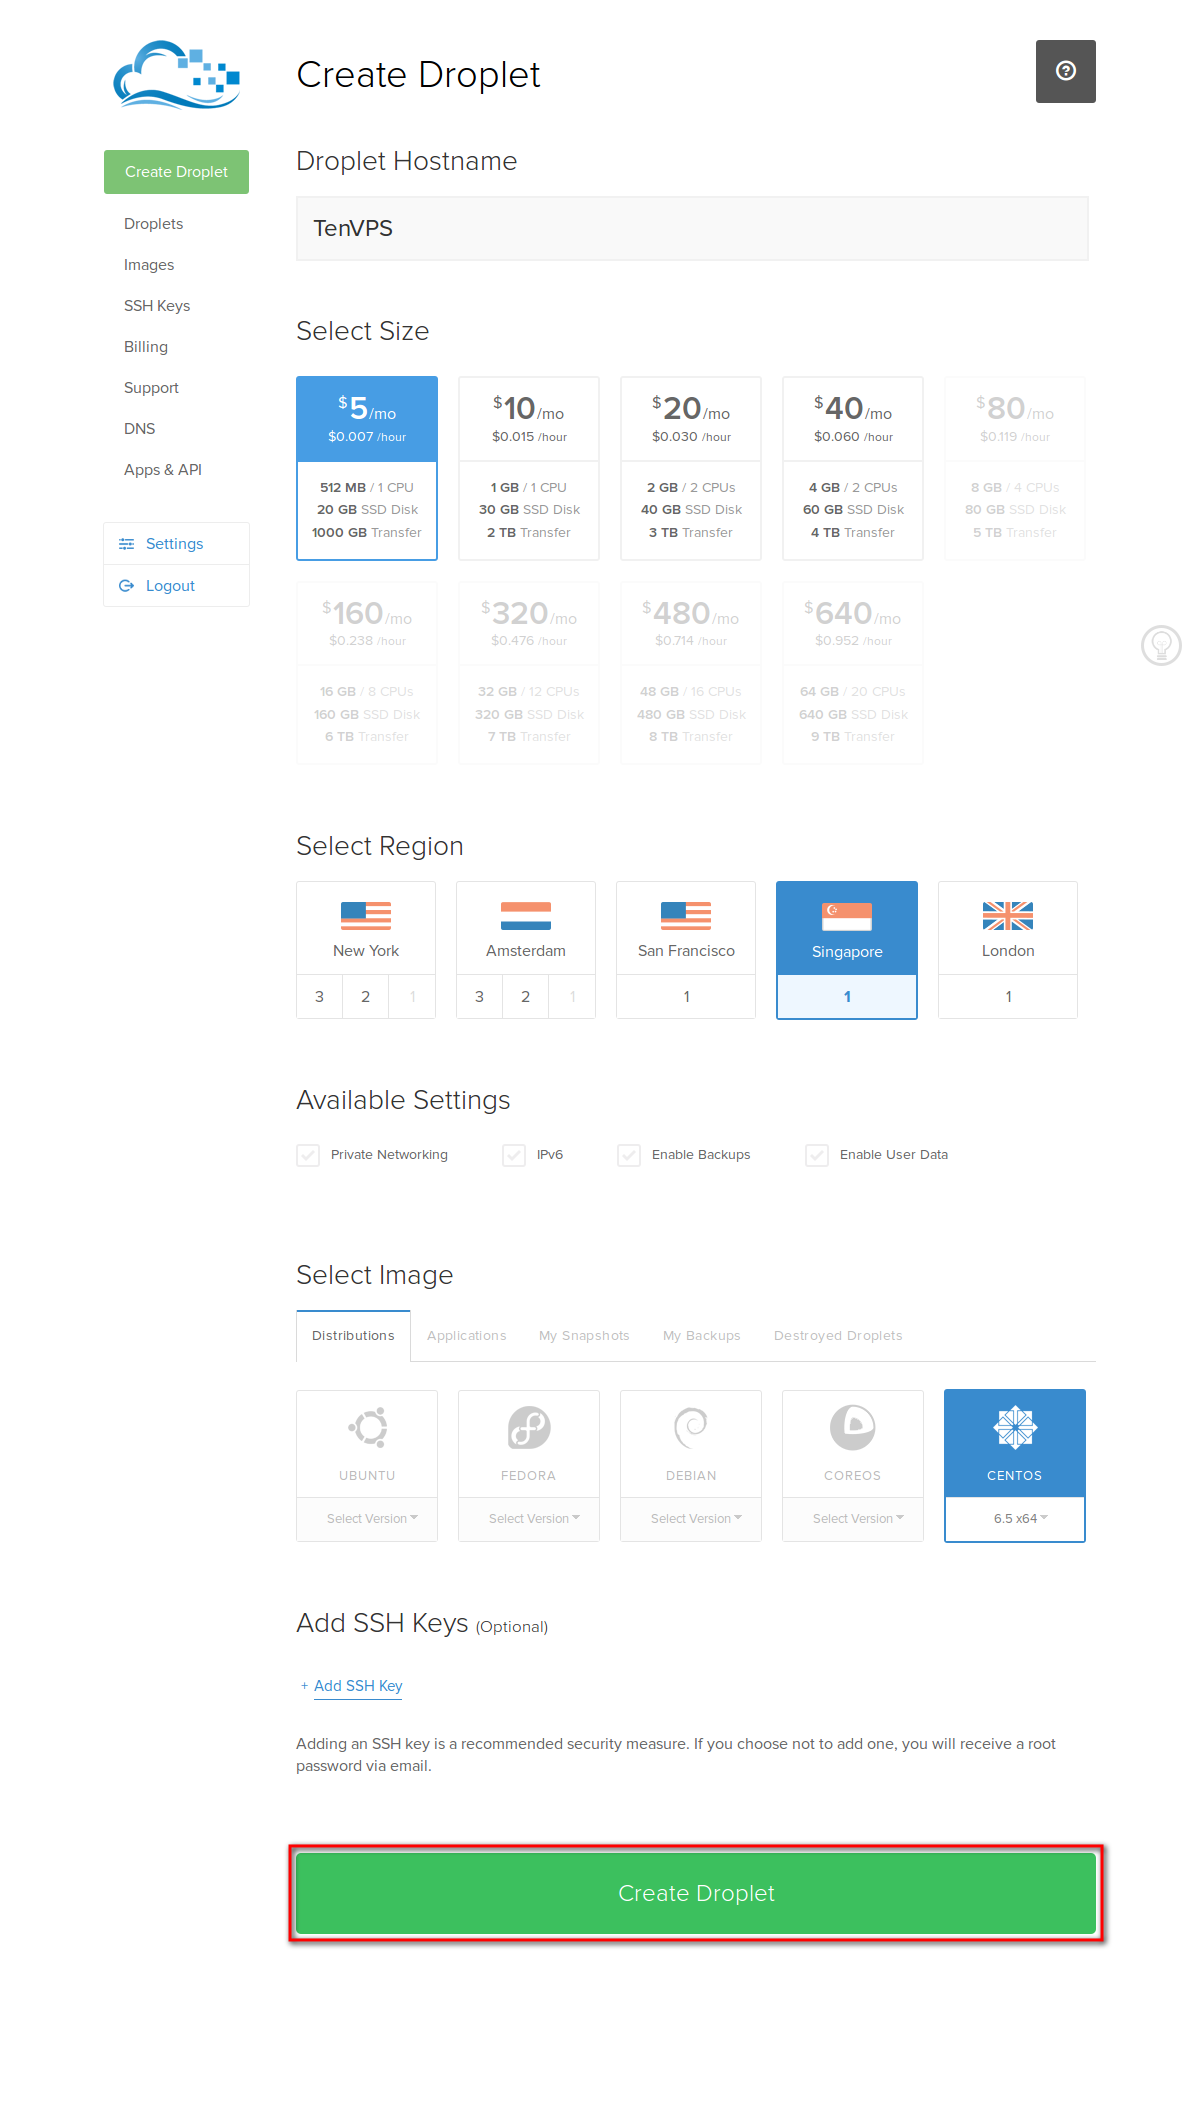 Create Droplet
Create Droplet
Droplets
Images
SSH Keys
Billing
Support
DNS
Apps & API
Settings
Logout
Droplet Hostname
TenVPS
Select Size
$5/mo
$0.007 /hour
512 MB / 1 CPU
20 GB SSD Disk
1000 GB Transfer
$10/mo
$0.015 /hour
1 GB / 1 CPU
30 GB SSD Disk
2 TB Transfer
$20/mo
$0.030 /hour
2 GB / 2 CPUs
40 GB SSD Disk
3 TB Transfer
$40/mo
$0.060 /hour
4 GB / 2 CPUs
60 GB SSD Disk
4 TB Transfer
$80/mo
$0.119 /hour
8 GB / 4 CPUs
80 GB SSD Disk
5 TB Transfer
$160/mo
$0.238 /hour
16 GB / 8 CPUs
160 GB SSD Disk
6 TB Transfer
$320/mo
$0.476 /hour
32 GB / 12 CPUs
320 GB SSD Disk
7 TB Transfer
$480/mo
$0.714 /hour
48 GB / 16 CPUs
480 GB SSD Disk
8 TB Transfer
$640/mo
$0.952 /hour
64 GB / 20 CPUs
640 GB SSD Disk
9 TB Transfer
Select Region
New York
3 2 1
Amsterdam
3 2 1
San Francisco
1
Singapore
1
London
1
Available Settings
Private Networking
IPv6
Enable Backups
Enable User Data
Select Image
Distributions
Applications
My Snapshots
My Backups
Destroyed Droplets
UBUNTU
Select Version
FEDORA
Select Version
DEBIAN
Select Version
COREOS
Select Version
CENTOS
6.5 x64
Add SSH Keys (Optional)
+ Add SSH Key
Adding an SSH key is a recommended security measure. If you choose not to add one, you will receive a root
password via email.
Create Droplet